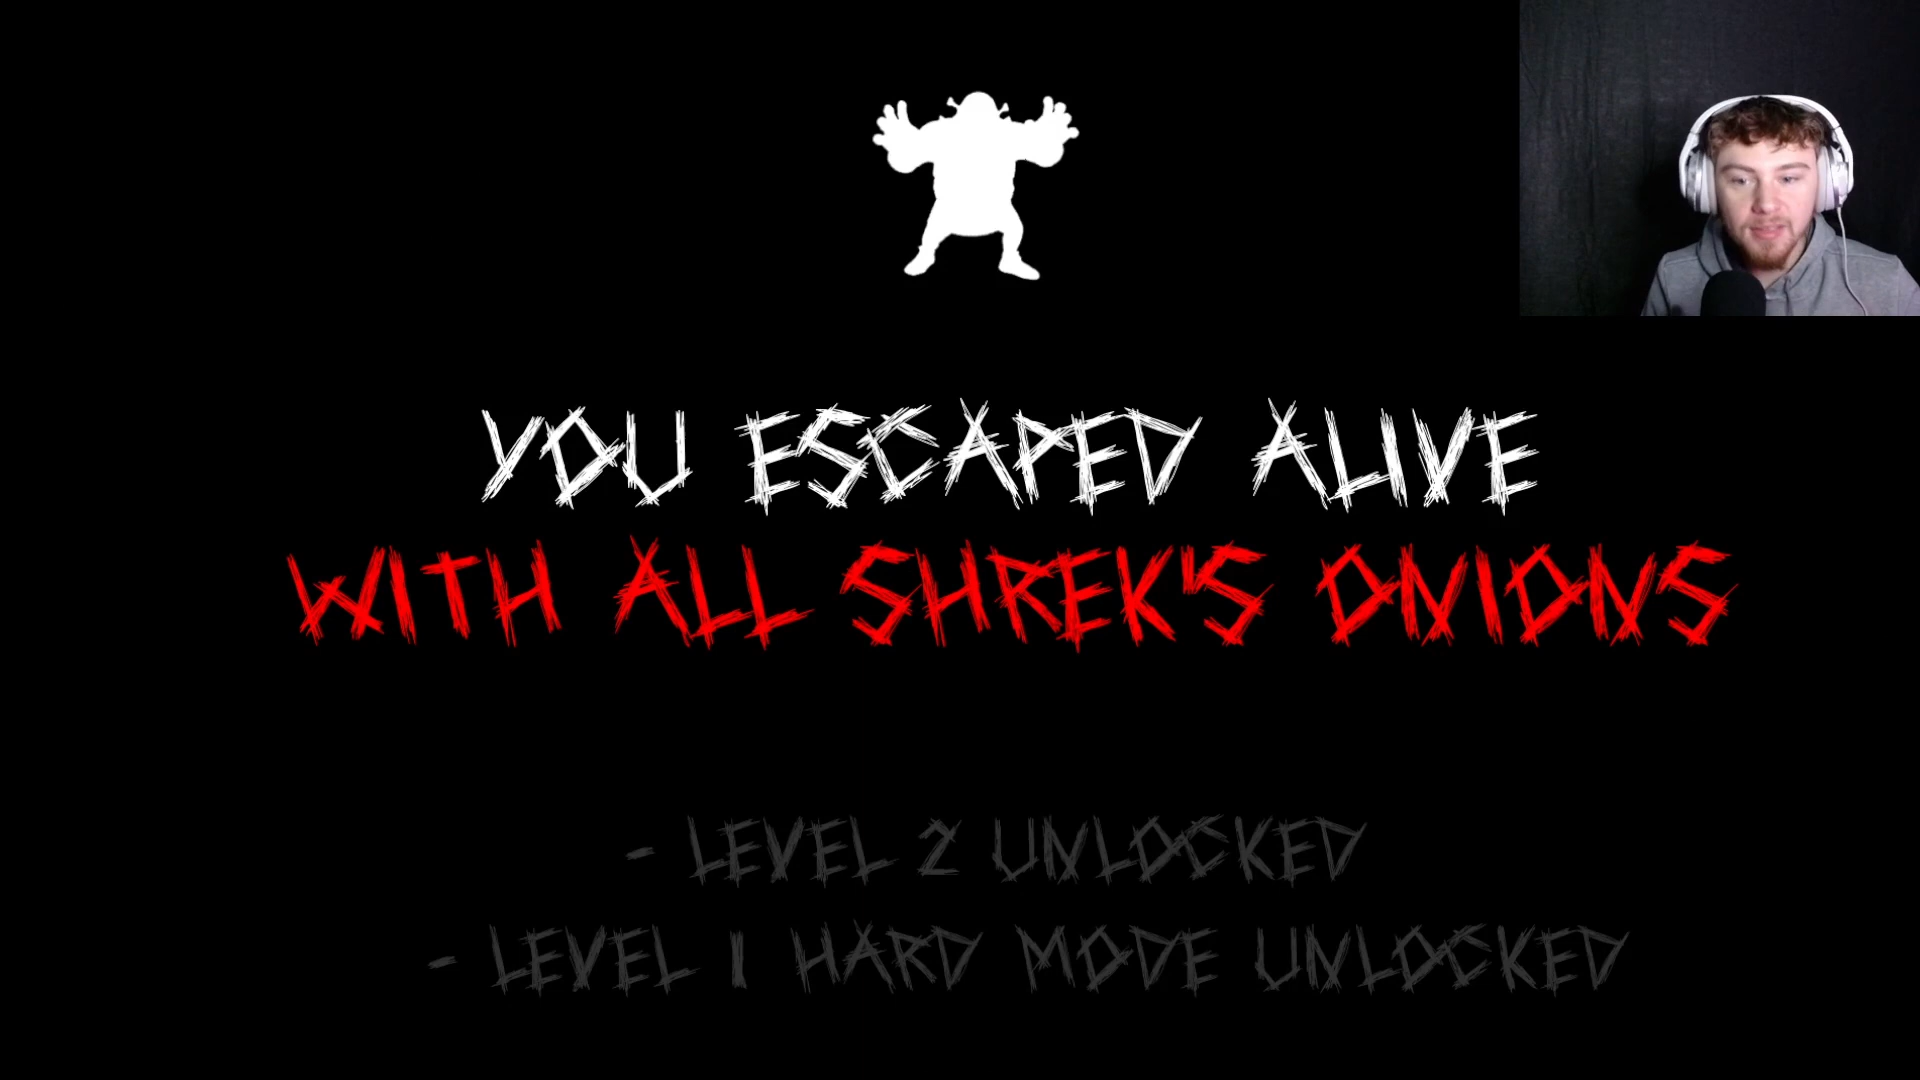 YOU ESCAPED ALIVE
WITH ALL SHREK'S ONIONS
- LEVEL 2 UNLOCKED
- LEVEL 1 HARD MODE UNLOCKED